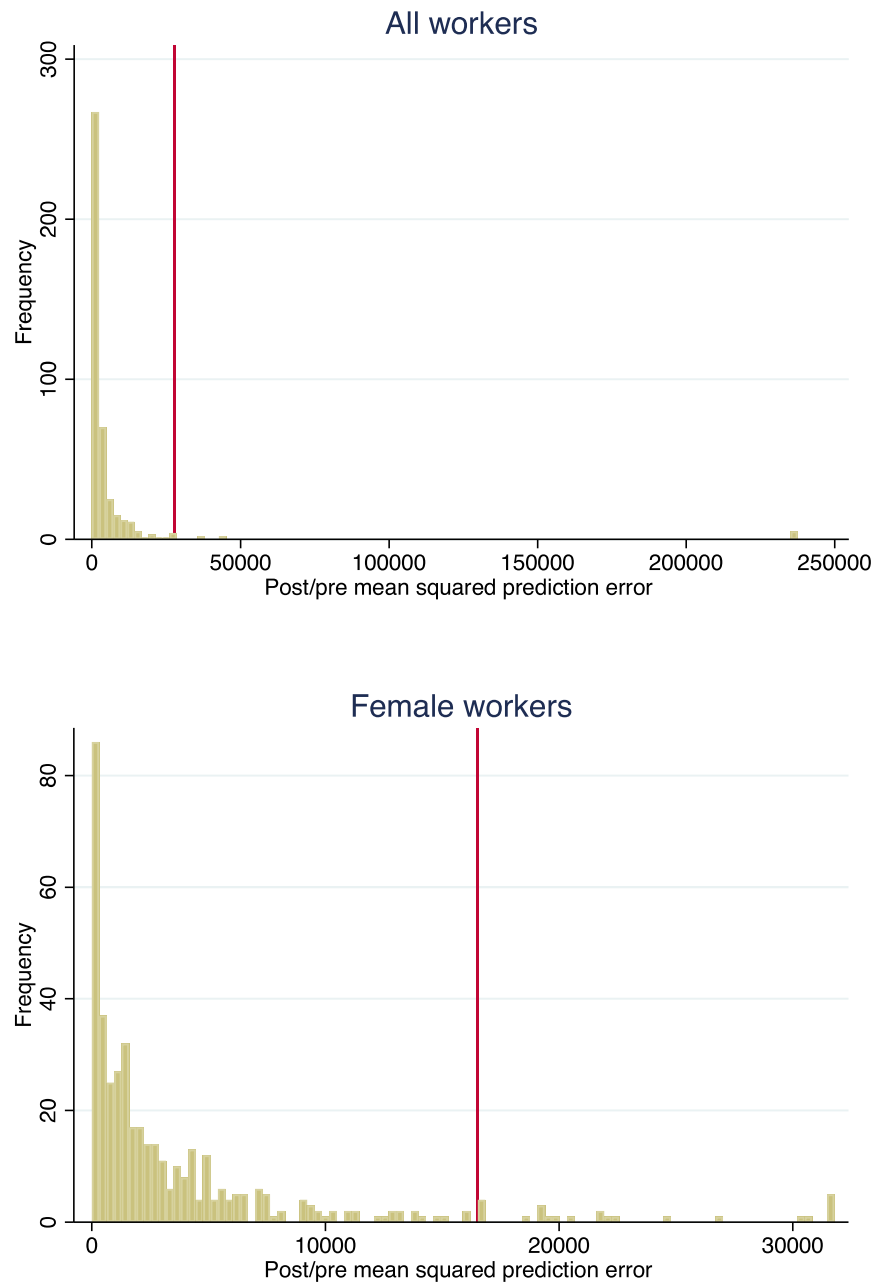 All workers
Frequency
300
200
100
0
0 50000 100000 150000 200000 250000
Post/pre mean squared prediction error
Female workers
Frequency
80
60
40
20
0
0 10000 20000 30000
Post/pre mean squared prediction error